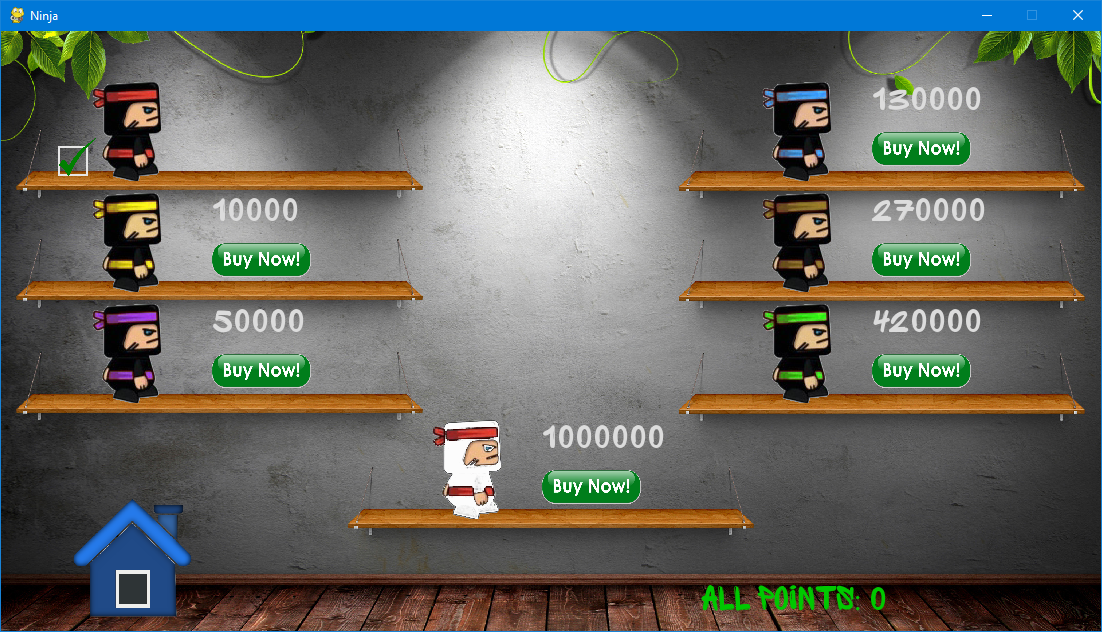 Ninja
130000
Buy Now!
10000
270000
Buy Now!
Buy Now!
50000
420000
Buy Now!
Buy Now!
1000000
Buy Now!
ALL POINTS: 0